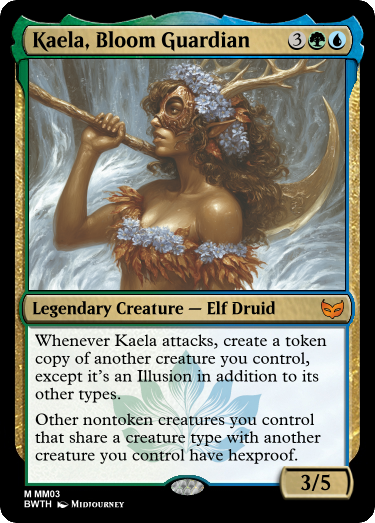 Kaela, Bloom Guardian 3
Legendary Creature — Elf Druid
Whenever Kaela attacks, create a token
copy of another creature you control,
except it's an Illusion in addition to its
other types.
Other nontoken creatures you control
that share a creature type with another
creature you control have hexproof.
3/5
M MM03
BWTH Midjourney